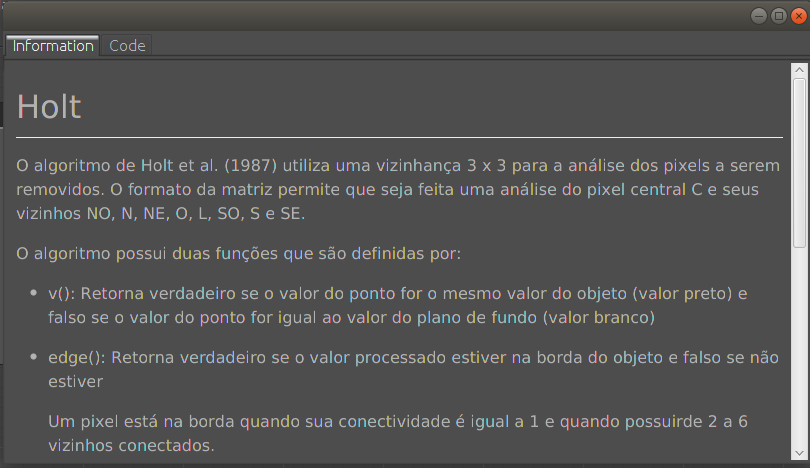 Information Code
Holt
O algoritmo de Holt et al. (1987) utiliza uma vizinhança 3 x 3 para a análise dos pixels a serem
removidos. O formato da matriz permite que seja feita uma análise do pixel central C e seus
vizinhos NO, N, NE, O, L, SO, S e SE.
O algoritmo possui duas funções que são definidas por:
• v(): Retorna verdadeiro se o valor do ponto for o mesmo valor do objeto (valor preto) e
falso se o valor do ponto for igual ao valor do plano de fundo (valor branco)
• edge(): Retorna verdadeiro se o valor processado estiver na borda do objeto e falso se não
estiver
Um pixel está na borda quando sua conectividade é igual a 1 e quando possuirde 2 a 6
vizinhos conectados.